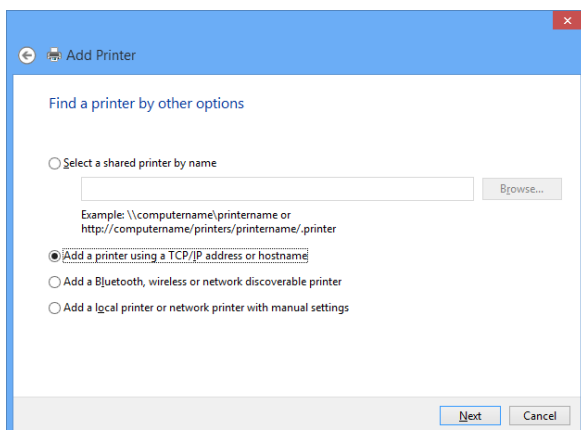 Add Printer
Find a printer by other options
Select a shared printer by name
Browse...
Example: \\computername\printername or
http://computername/printers/printername/.printer
Add a printer using a TCP/IP address or hostname
Add a Bluetooth, wireless or network discoverable printer
Add a local printer or network printer with manual settings
Next
Cancel